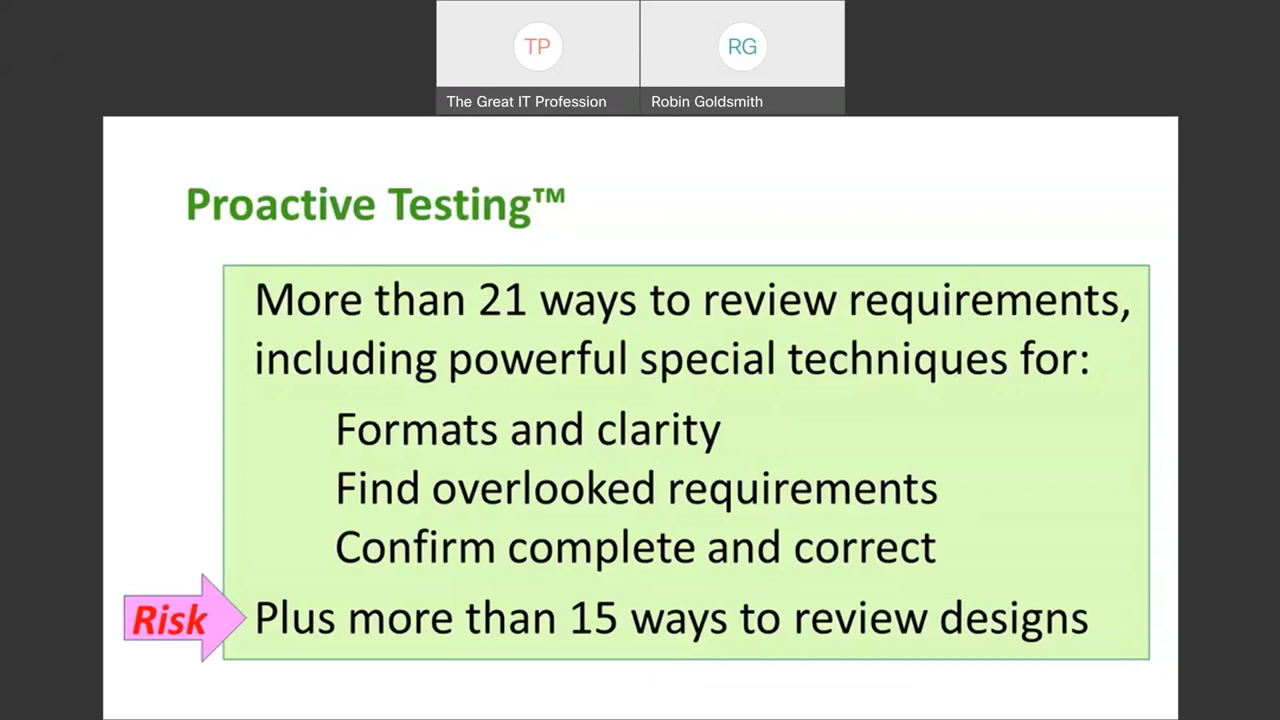 TP
RG
The Great IT Profession
Robin Goldsmith
Proactive Testing™
More than 21 ways to review requirements,
including powerful special techniques for:
Formats and clarity
Find overlooked requirements
Confirm complete and correct
Risk
Plus more than 15 ways to review designs